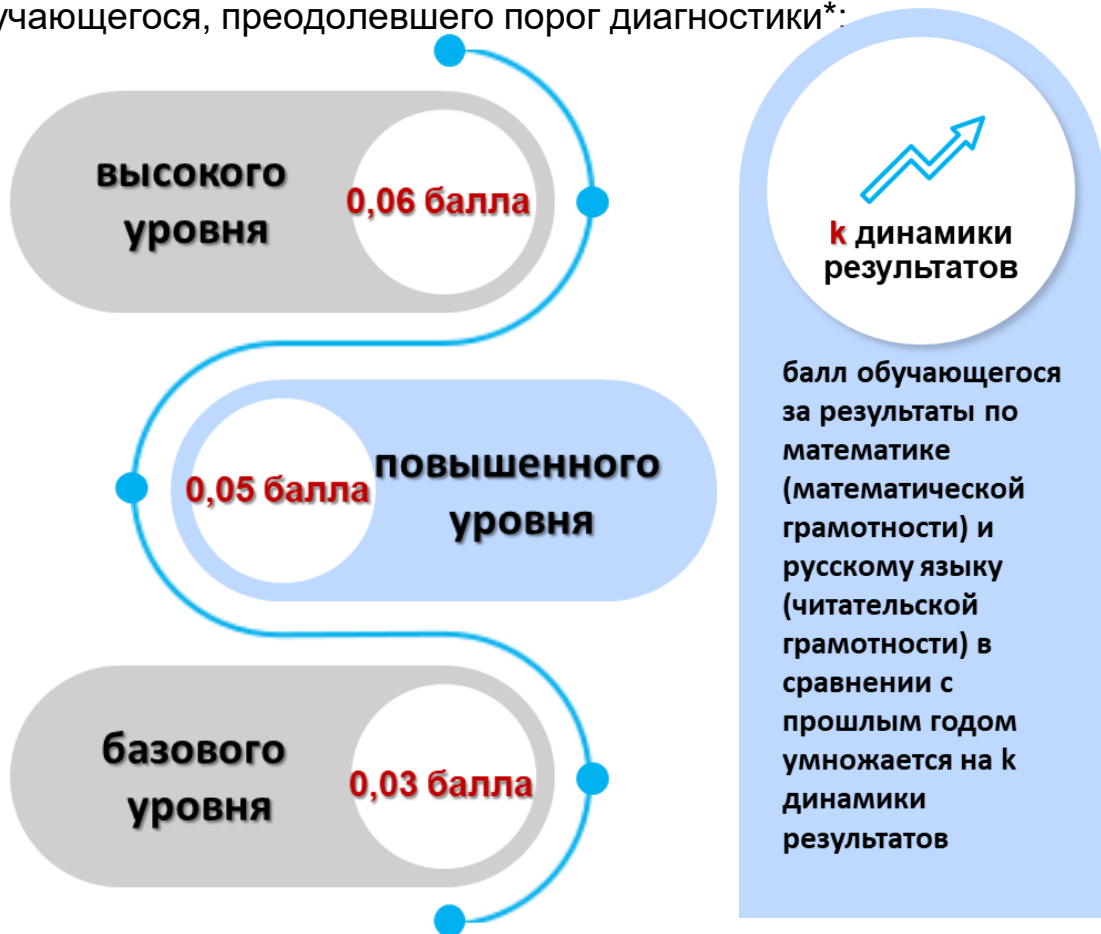 учающегося, преодолевшего порог диагностики*:
высокого
уровня
0,06 балла
0,05 балла
повышенного
уровня
базового
уровня
0,03 балла
k динамики
результатов
балл обучающегося
за результаты по
математике
(математической
грамотности) и
русскому языку
(читательской
грамотности) в
сравнении с
прошлым годом
умножается на k
динамики
результатов